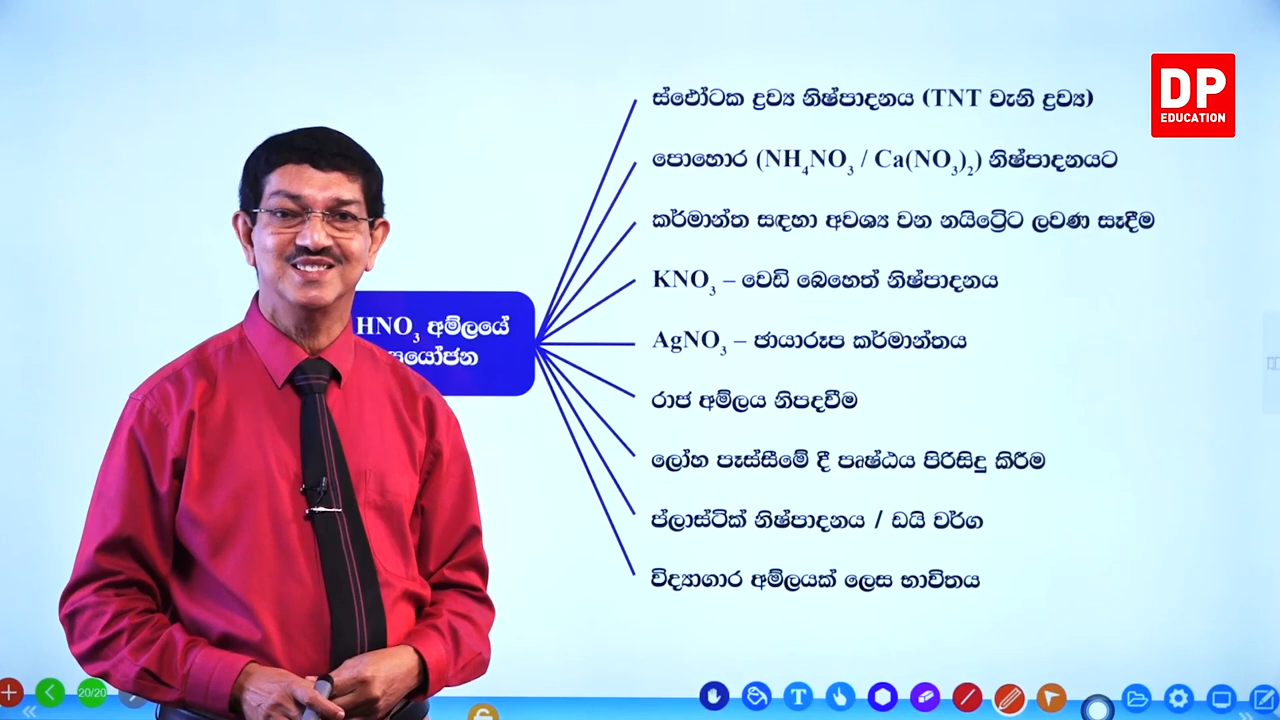 DP
EDUCATION
ස්ඵෝටක ද්‍රව්‍ය නිෂ්පාදනය (TNT වැනි ද්‍රව්‍ය)
පොහොර (NH₄NO₃ / Ca(NO₃)₂) නිෂ්පාදනයට
කර්මාන්ත සඳහා අවශ්‍ය වන නයිට්‍රේට ලවණ සෑදීම
KNO₃ – වෙඩි බෙහෙත් නිෂ්පාදනය
HNO₃ අම්ලයේ
AgNO₃ – ඡායාරූප කර්මාන්තය
රාජ අම්ලය නිපදවීම
ලෝහ පෑස්සීමේ දී පෘෂ්ඨය පිරිසිදු කිරීම
ප්ලාස්ටික් නිෂ්පාදනය / ඩයි වර්ග
විද්‍යාගාර අම්ලයක් ලෙස භාවිතය
20/20